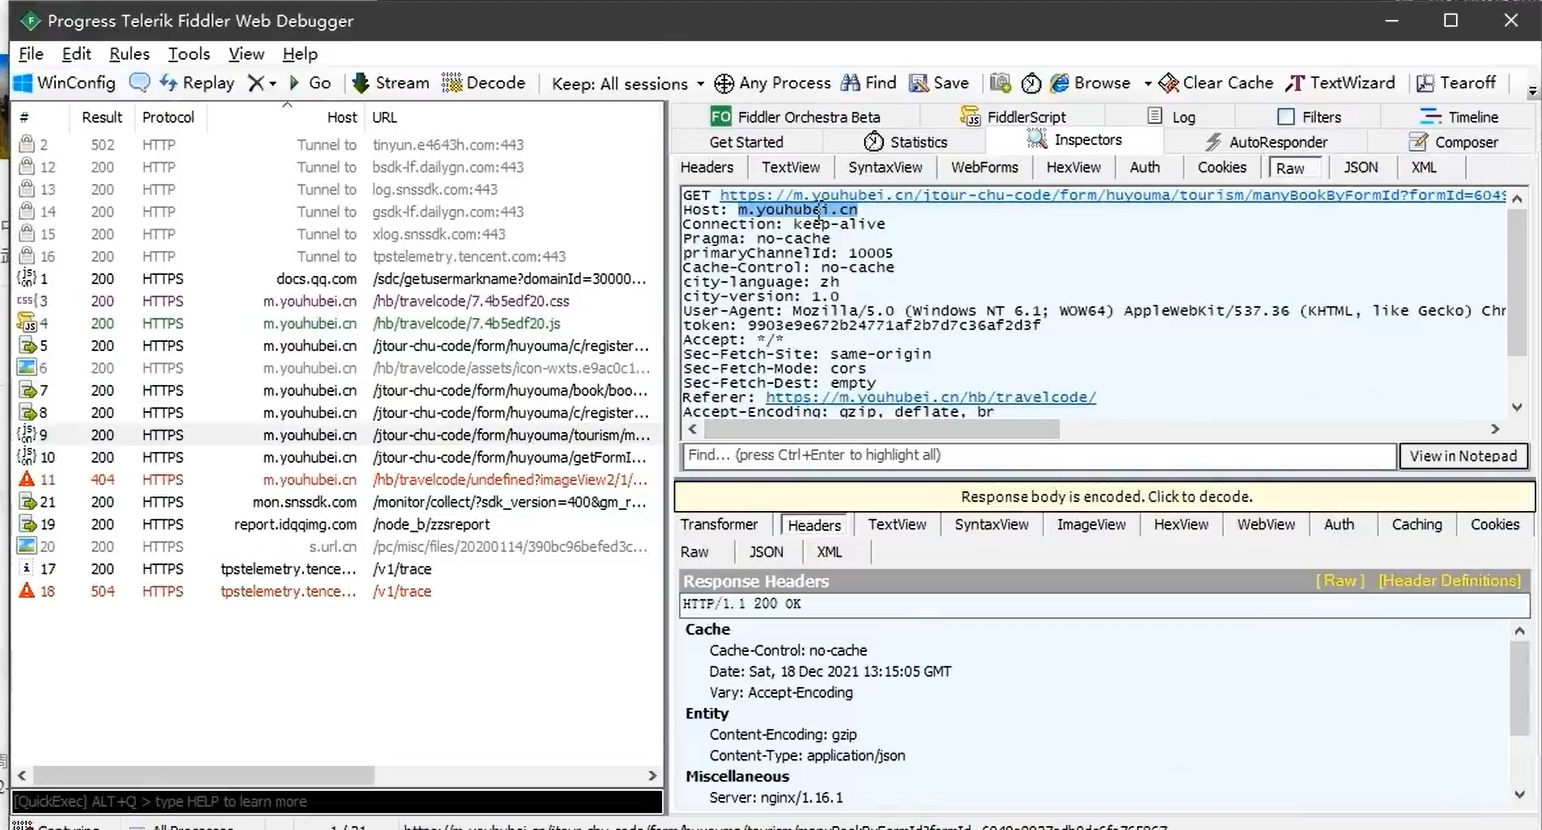 Progress Telerik Fiddler Web Debugger
File Edit Rules Tools View Help
WinConfig Replay Go Stream Decode Keep: All sessions Any Process Find Save Browse Clear Cache TextWizard Tearoff
# Result Protocol Host URL
2 502 HTTP Tunnel to tinyun.e4643h.com:443
12 200 HTTP Tunnel to bsdk-lf.dailygn.com:443
13 200 HTTP Tunnel to log.snssdk.com:443
14 200 HTTP Tunnel to gsdk-lf.dailygn.com:443
15 200 HTTP Tunnel to xlog.snssdk.com:443
16 200 HTTP Tunnel to tpstelemetry.tencent.com:443
1 200 HTTPS docs.qq.com /sdc/getusermarkname?domainId=30000...
3 200 HTTPS m.youhubei.cn /hb/travelcode/7.4b5edf20.css
4 200 HTTPS m.youhubei.cn /hb/travelcode/7.4b5edf20.js
5 200 HTTPS m.youhubei.cn /jtour-chu-code/form/huyouma/c/register...
6 200 HTTPS m.youhubei.cn /hb/travelcode/assets/icon-wxts.e9ac0c1...
7 200 HTTPS m.youhubei.cn /jtour-chu-code/form/huyouma/book/boo...
8 200 HTTPS m.youhubei.cn /jtour-chu-code/form/huyouma/c/register...
9 200 HTTPS m.youhubei.cn /jtour-chu-code/form/huyouma/tourism/m...
10 200 HTTPS m.youhubei.cn /jtour-chu-code/form/huyouma/getFormI...
11 404 HTTPS m.youhubei.cn /hb/travelcode/undefined?imageView2/1/...
21 200 HTTPS mon.snssdk.com /monitor/collect/?sdk_version=400&gm_r...
19 200 HTTPS report.idqqimg.com /node_b/zzsreport
20 200 HTTPS s.url.cn /pc/misc/files/20200114/390bc96befed3c...
17 200 HTTPS tpstelemetry.tence... /v1/trace
18 504 HTTPS tpstelemetry.tence... /v1/trace
[QuickExec] ALT+Q > type HELP to learn more
FO Fiddler Orchestra Beta FiddlerScript Log Filters Timeline
Get Started Statistics Inspectors AutoResponder Composer
Headers TextView SyntaxView WebForms HexView Auth Cookies Raw JSON XML
GET https://m.youhubei.cn/jtour-chu-code/form/huyouma/tourism/manyBookByFormId?formId=6049
Host: m.youhubei.cn
Connection: keep-alive
Pragma: no-cache
primaryChannelId: 10005
Cache-Control: no-cache
city-language: zh
city-version: 1.0
User-Agent: Mozilla/5.0 (Windows NT 6.1; WOW64) AppleWebKit/537.36 (KHTML, like Gecko) Chr
token: 9903e9e672b24771af2b7d7c36af2d3f
Accept: */*
Sec-Fetch-Site: same-origin
Sec-Fetch-Mode: cors
Sec-Fetch-Dest: empty
Referer: https://m.youhubei.cn/hb/travelcode/
Accept-Encoding: gzip, deflate, br
Find... (press Ctrl+Enter to highlight all) View in Notepad
Response body is encoded. Click to decode.
Transformer Headers TextView SyntaxView ImageView HexView WebView Auth Caching Cookies
Raw JSON XML
Response Headers [ Raw ] [Header Definitions]
HTTP/1.1 200 OK
Cache
Cache-Control: no-cache
Date: Sat, 18 Dec 2021 13:15:05 GMT
Vary: Accept-Encoding
Entity
Content-Encoding: gzip
Content-Type: application/json
Miscellaneous
Server: nginx/1.16.1
Capturing All Processes 1 / 21